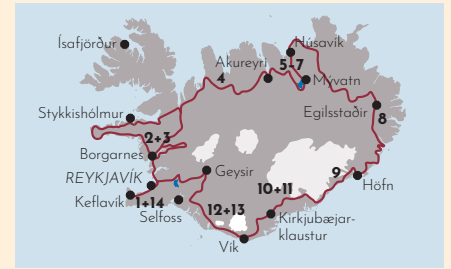 Ísafjörður
Húsavík
Akureyri
5-7
4
Mývatn
Egilsstaðir
Stykkishólmur
8
2+3
Borgarnes
REYKJAVÍK
Geysir
9
10+11
Höfn
Keflavík
1+14
12+13
Selfoss
Kirkjubæjar-
klaustur
Vík